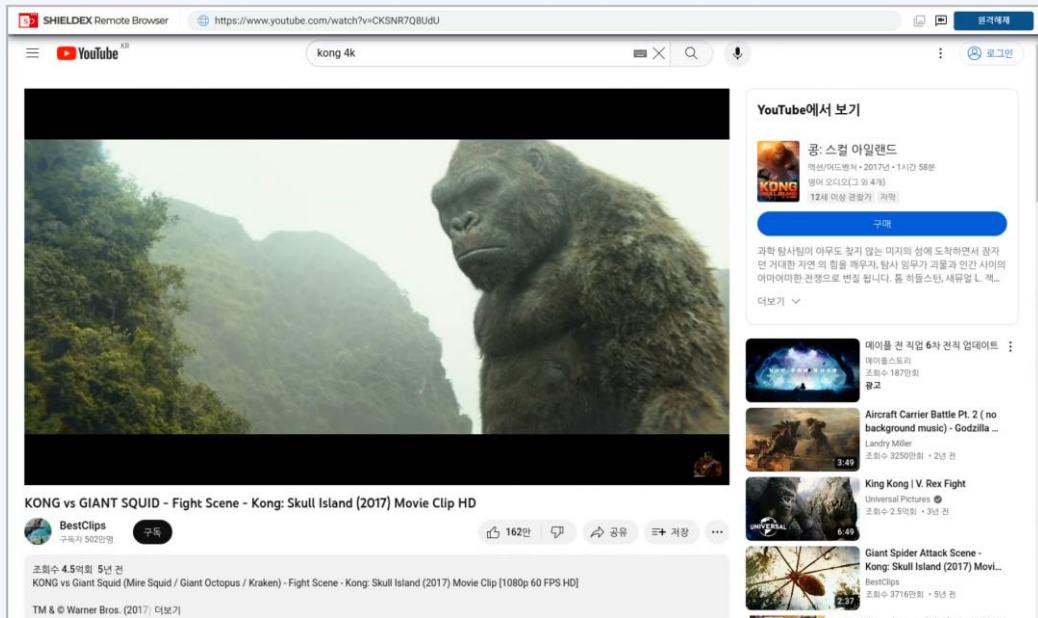 SHIELDEX Remote Browser
https://www.youtube.com/watch?v=CKSNR7Q8UdU
원격해제
YouTube KR
kong 4k
로그인
YouTube에서 보기
콩: 스컬 아일랜드
액션/어드벤처 • 2017년 • 1시간 58분
영어 오디오(그 외 4개)
12세 이상 관람가 자막
KONG
구매
과학 탐사팀이 아무도 찾지 않는 미지의 섬에 도착하면서 잠자
던 거대한 자연 의 힘을 깨우자, 탐사 임무가 괴물과 인간 사이의
어마어마한 전쟁으로 변질 됩니다. 톰 히들스턴, 새뮤얼 L. 잭...
더보기
메이플 전 직업 6차 전직 업데이트
메이플스토리
조회수 187만회
광고
Aircraft Carrier Battle Pt. 2 ( no
background music) - Godzilla ...
Landry Miller
조회수 3250만회 • 2년 전
3:49
King Kong | V. Rex Fight
Universal Pictures
조회수 2.5억회 • 3년 전
UNIVERSAL
6:49
Giant Spider Attack Scene -
Kong: Skull Island (2017) Movi...
BestClips
조회수 3716만회 • 5년 전
2:37
KONG vs GIANT SQUID - Fight Scene - Kong: Skull Island (2017) Movie Clip HD
BestClips
구독자 502만명
구독
162만
공유
저장
조회수 4.5억회 5년 전
KONG vs Giant Squid (Mire Squid / Giant Octopus / Kraken) - Fight Scene - Kong: Skull Island (2017) Movie Clip [1080p 60 FPS HD]
TM & © Warner Bros. (2017) 더보기